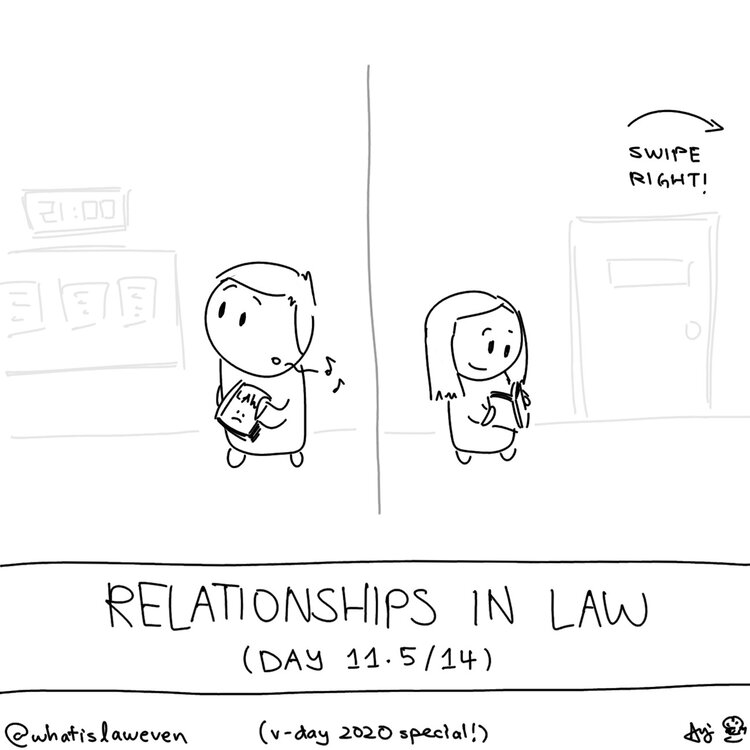 SWIPE
RIGHT!
21:00
LAW
RELATIONSHIPS IN LAW
(DAY 11.5/14)
@whatislaweven
(v-day 2020 special!)